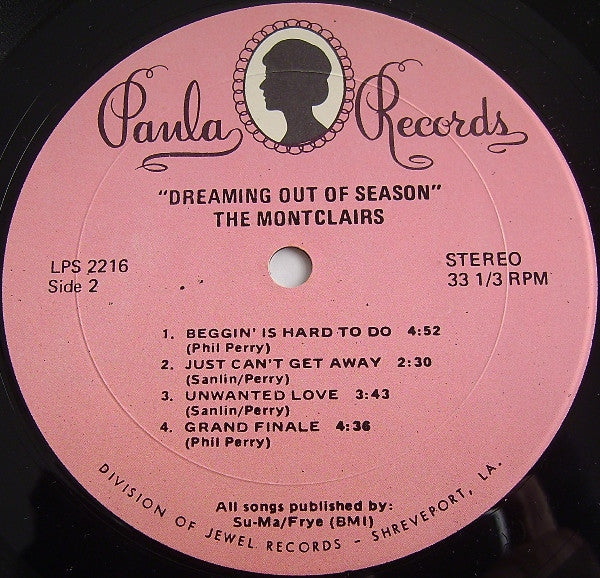 Paula Records
"DREAMING OUT OF SEASON"
THE MONTCLAIRS
LPS 2216
Side 2
STEREO
33 1/3 RPM
1. BEGGIN' IS HARD TO DO 4:52
(Phil Perry)
2. JUST CAN'T GET AWAY 2:30
(Sanlin/Perry)
3. UNWANTED LOVE 3:43
(Sanlin/Perry)
4. GRAND FINALE 4:36
(Phil Perry)
All songs published by:
Su-Ma/Frye (BMI)
DIVISION OF JEWEL RECORDS - SHREVEPORT, LA.